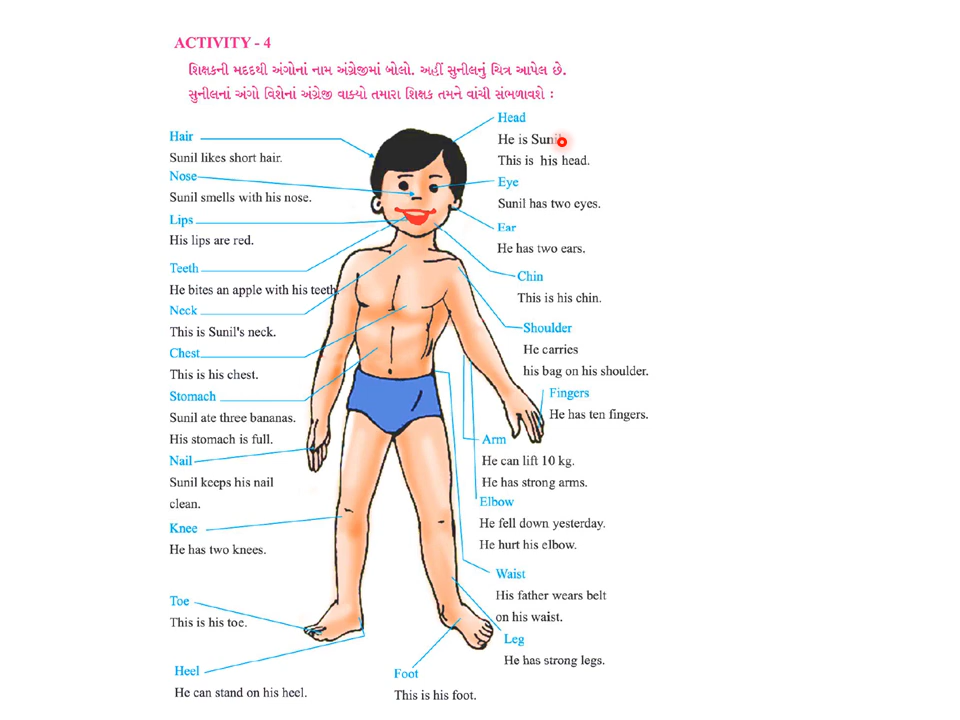 ACTIVITY - 4
શિક્ષકની મદદથી અંગોનાં નામ અંગ્રેજીમાં બોલો. અહીં સુનીલનું ચિત્ર આપેલ છે.
સુનીલનાં અંગો વિશેનાં અંગ્રેજી વાક્યો તમારા શિક્ષક તમને વાંચી સંભળાવશે :
Hair
Sunil likes short hair.
Nose
Sunil smells with his nose.
Lips
His lips are red.
Teeth
He bites an apple with his teeth
Neck
This is Sunil's neck.
Chest
This is his chest.
Stomach
Sunil ate three bananas.
His stomach is full.
Nail
Sunil keeps his nail
clean.
Knee
He has two knees.
Toe
This is his toe.
Heel
He can stand on his heel.
Head
He is Sunil
This is his head.
Eye
Sunil has two eyes.
Ear
He has two ears.
Chin
This is his chin.
Shoulder
He carries
his bag on his shoulder.
Fingers
He has ten fingers.
Arm
He can lift 10 kg.
He has strong arms.
Elbow
He fell down yesterday.
He hurt his elbow.
Waist
His father wears belt
on his waist.
Leg
He has strong legs.
Foot
This is his foot.